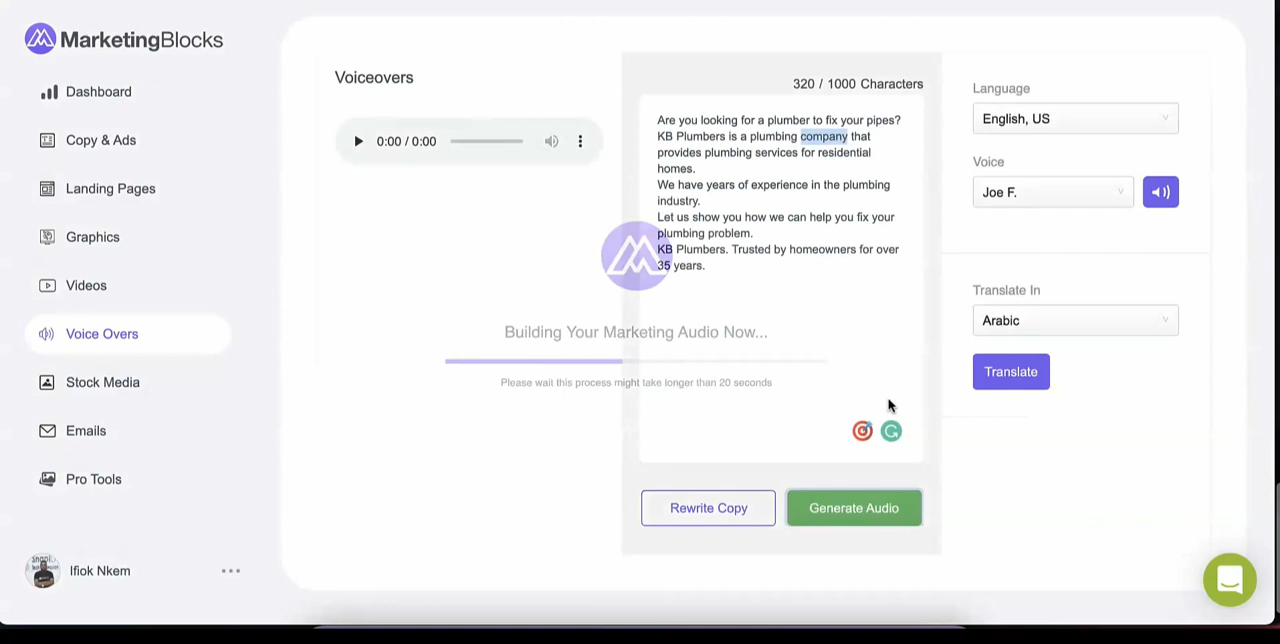 MarketingBlocks
Dashboard
Copy & Ads
Landing Pages
Graphics
Videos
Voice Overs
Stock Media
Emails
Pro Tools
Ifiok Nkem
Voiceovers
0:00 / 0:00
320 / 1000 Characters
Are you looking for a plumber to fix your pipes?
KB Plumbers is a plumbing company that
provides plumbing services for residential
homes.
We have years of experience in the plumbing
industry.
Let us show you how we can help you fix your
plumbing problem.
KB Plumbers. Trusted by homeowners for over
35 years.
Building Your Marketing Audio Now...
Please wait this process might take longer than 20 seconds
Rewrite Copy
Generate Audio
Language
English, US
Voice
Joe F.
Translate In
Arabic
Translate